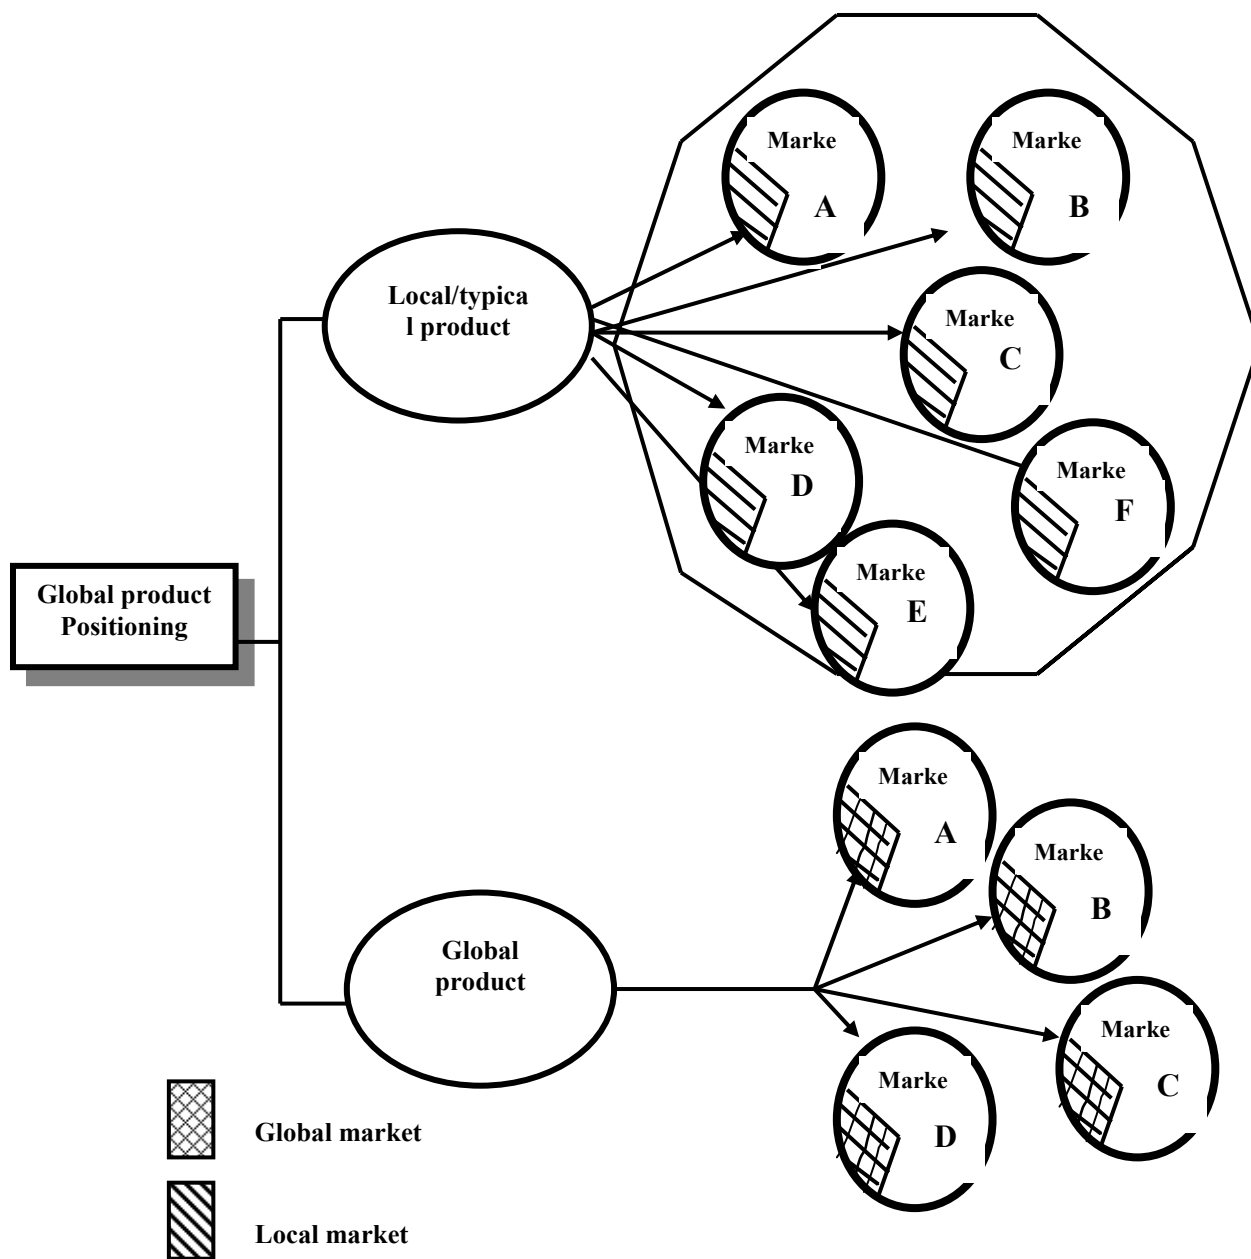 Marke
A
Marke
B
Local/typica
l product
Marke
C
Marke
D
Marke
F
Marke
E
Global product
Positioning
Marke
A
Marke
B
Global
product
Marke
C
Marke
D
Global market
Local market